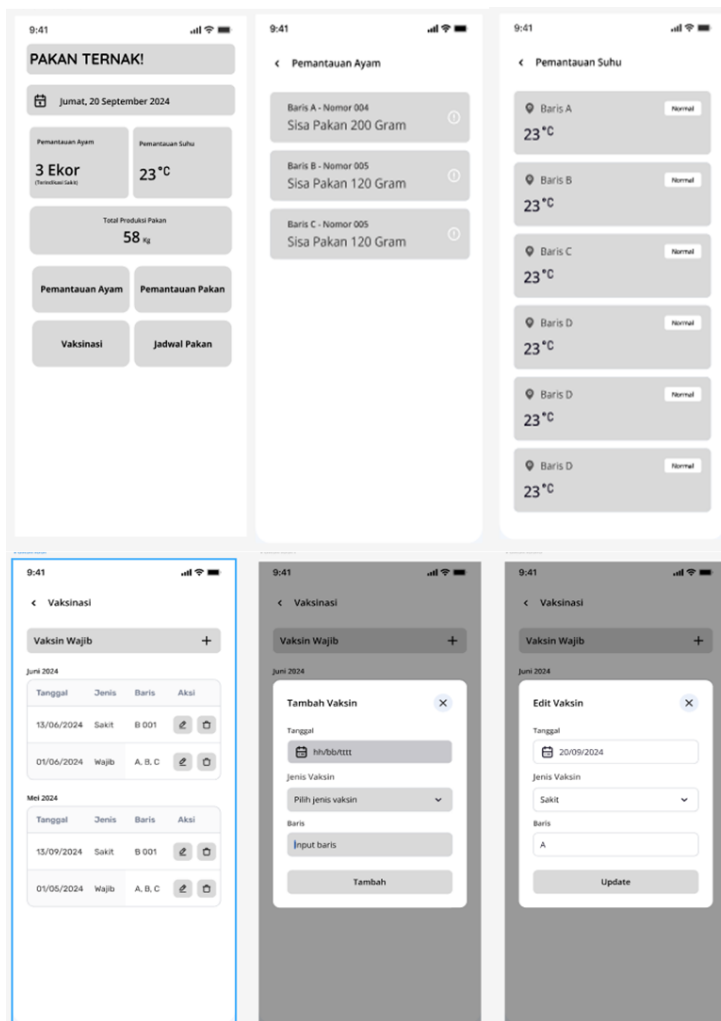 9:41
PAKAN TERNAK!
Jumat, 20 September 2024
Pemantauan Ayam
3 Ekor
(Terindikasi Sakit)
Pemantauan Suhu
23°C
Total Produksi Pakan
58 Kg
Pemantauan Ayam
Pemantauan Pakan
Vaksinasi
Jadwal Pakan
9:41
Pemantauan Ayam
Baris A - Nomor 004
Sisa Pakan 200 Gram
Baris B - Nomor 005
Sisa Pakan 120 Gram
Baris C - Nomor 005
Sisa Pakan 120 Gram
9:41
Pemantauan Suhu
Baris A
Normal
23°C
Baris B
Normal
23°C
Baris C
Normal
23°C
Baris D
Normal
23°C
Baris D
Normal
23°C
Baris D
Normal
23°C
9:41
Vaksinasi
Vaksin Wajib
Juni 2024
Tanggal Jenis Baris Aksi
13/06/2024 Sakit B 001
01/06/2024 Wajib A, B, C
Mei 2024
Tanggal Jenis Baris Aksi
13/09/2024 Sakit B 001
01/05/2024 Wajib A, B, C
9:41
Vaksinasi
Vaksin Wajib
Juni 2024
Tambah Vaksin
Tanggal
hh/bb/tttt
Jenis Vaksin
Pilih jenis vaksin
Baris
Input baris
Tambah
9:41
Vaksinasi
Vaksin Wajib
Juni 2024
Edit Vaksin
Tanggal
20/09/2024
Jenis Vaksin
Sakit
Baris
A
Update